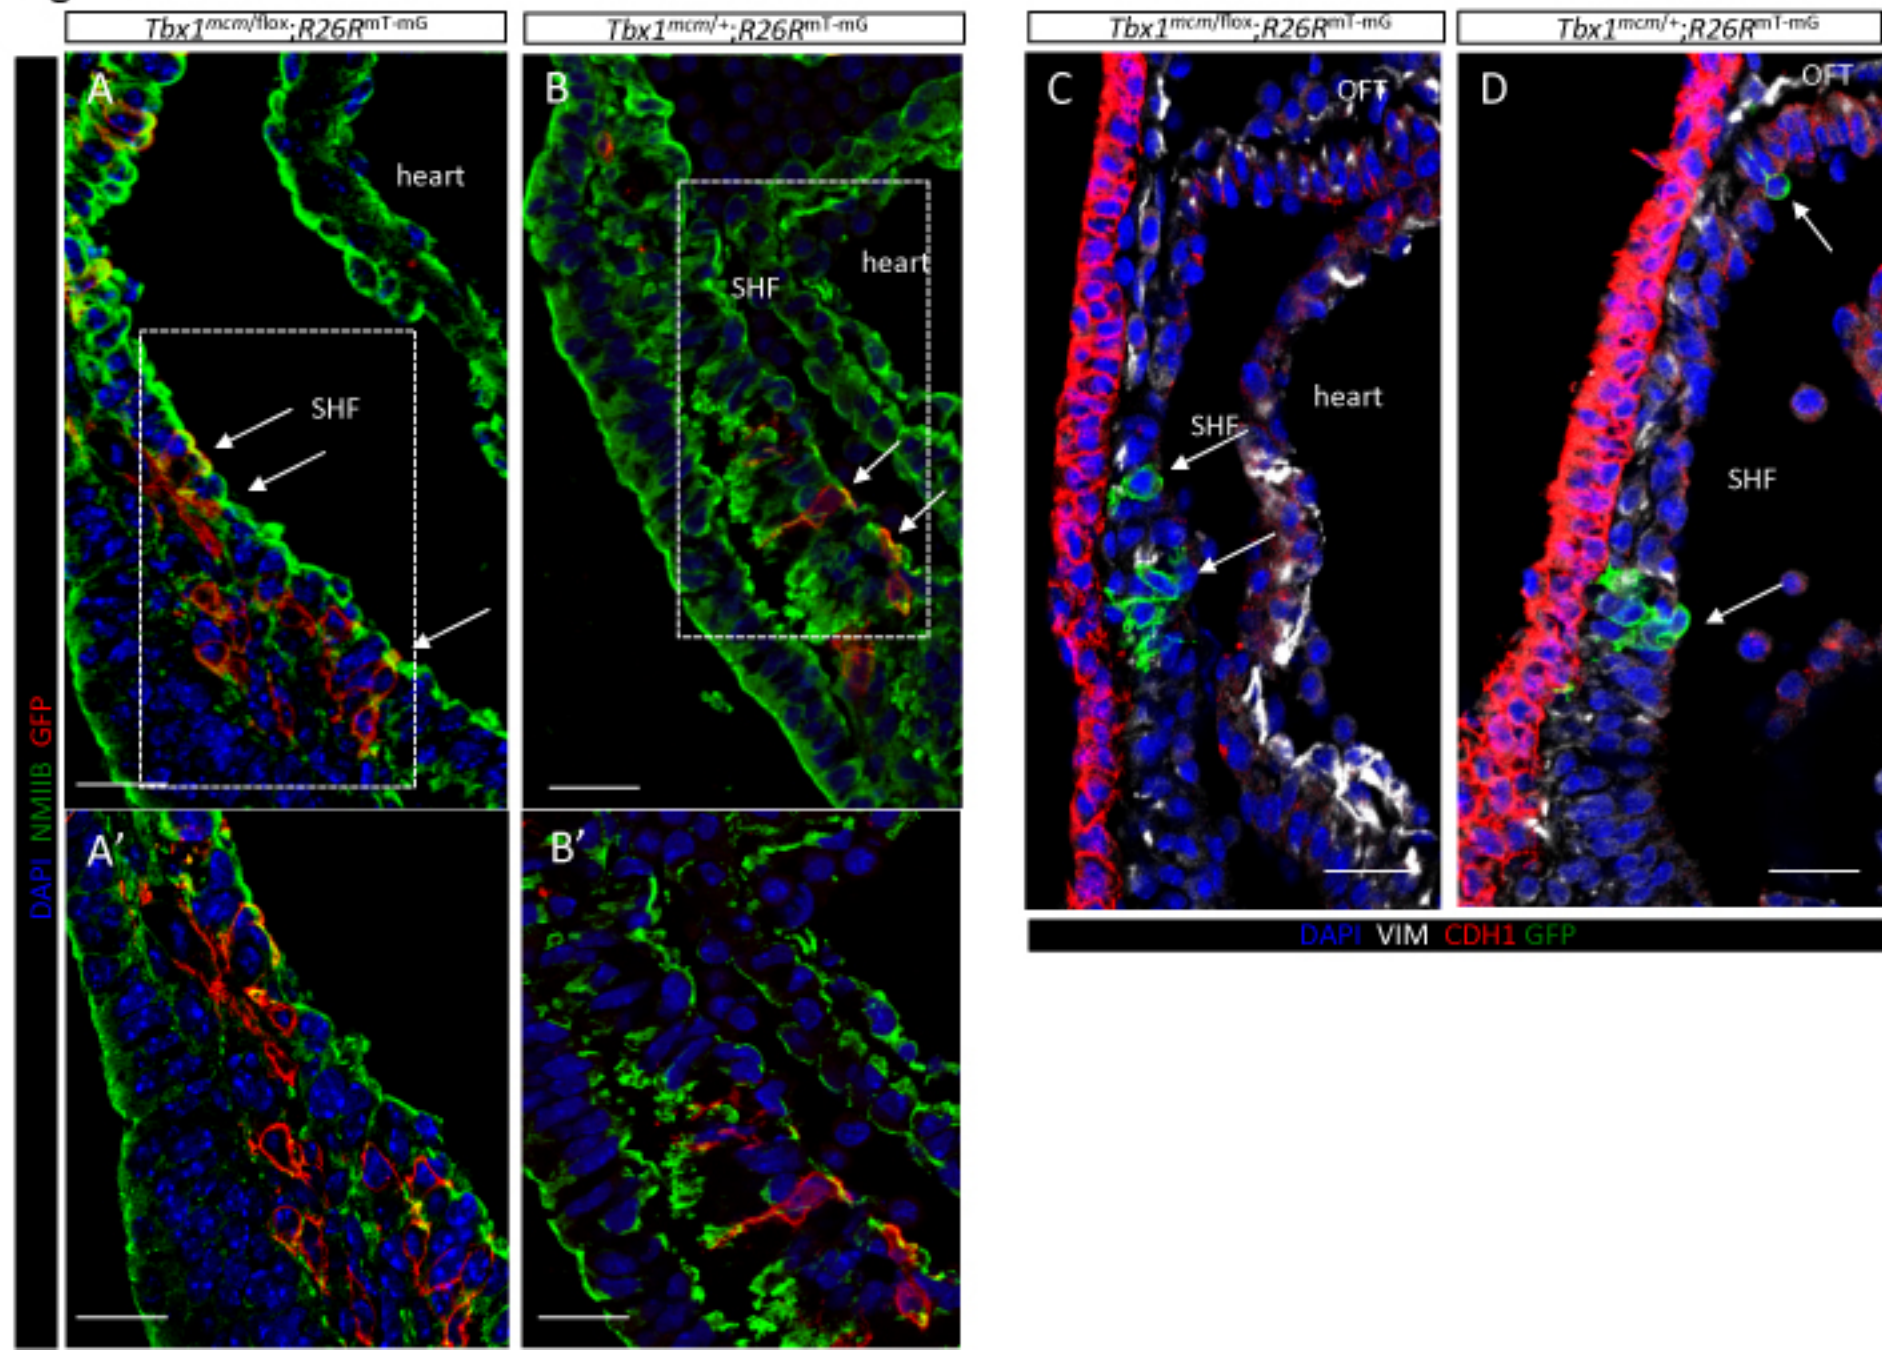 Tbx1mcm/flox;R26RmT-mG
Tbx1mcm/+;R26RmT-mG
Tbx1mcm/flox;R26RmT-mG
Tbx1mcm/+;R26RmT-mG
A
heart
SHF
B
SHF
heart
C
OFT
SHF
heart
D
OFT
SHF
DAPI NMIIB GFP
A'
B'
DAPI VIM CDH1 GFP